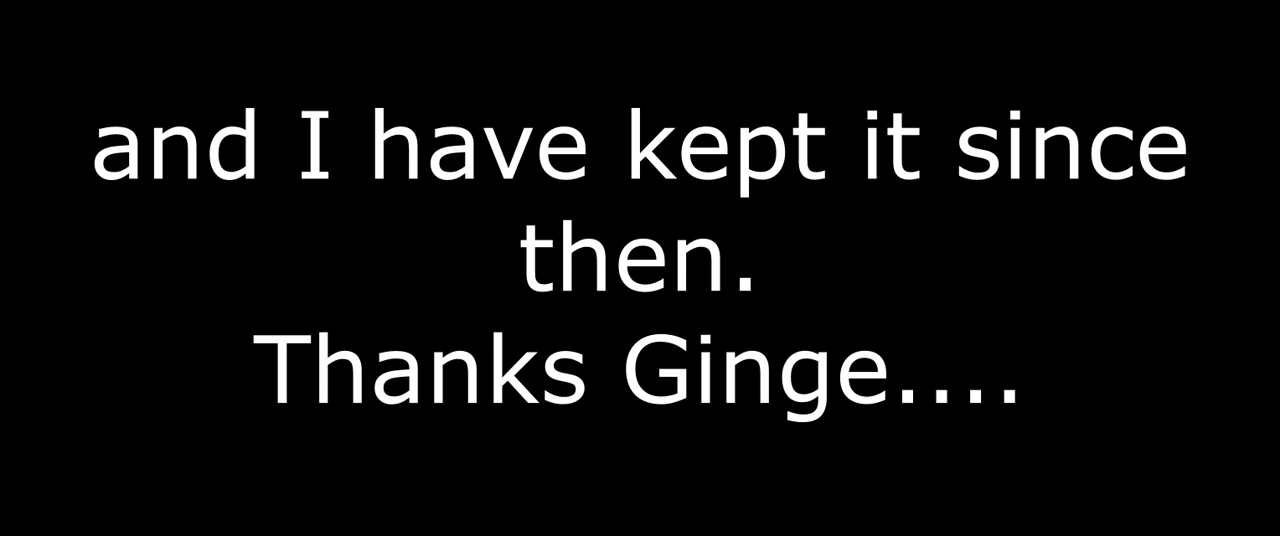 and I have kept it since
then.
Thanks Ginge....